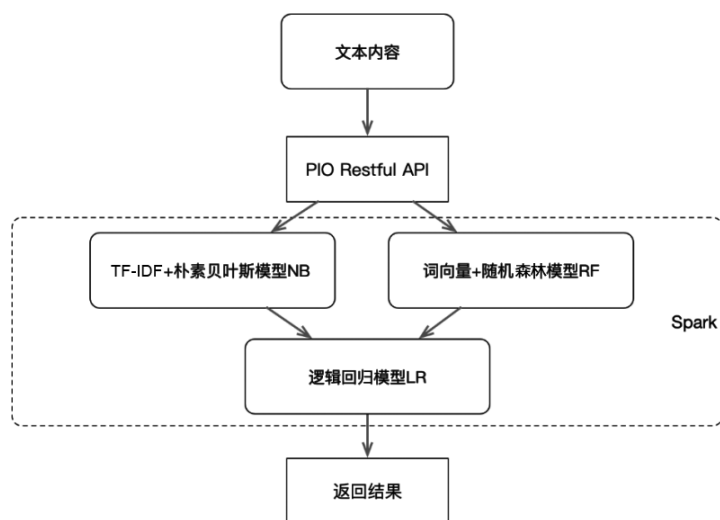 文本内容
PIO Restful API
TF-IDF+朴素贝叶斯模型NB
词向量+随机森林模型RF
Spark
逻辑回归模型LR
返回结果